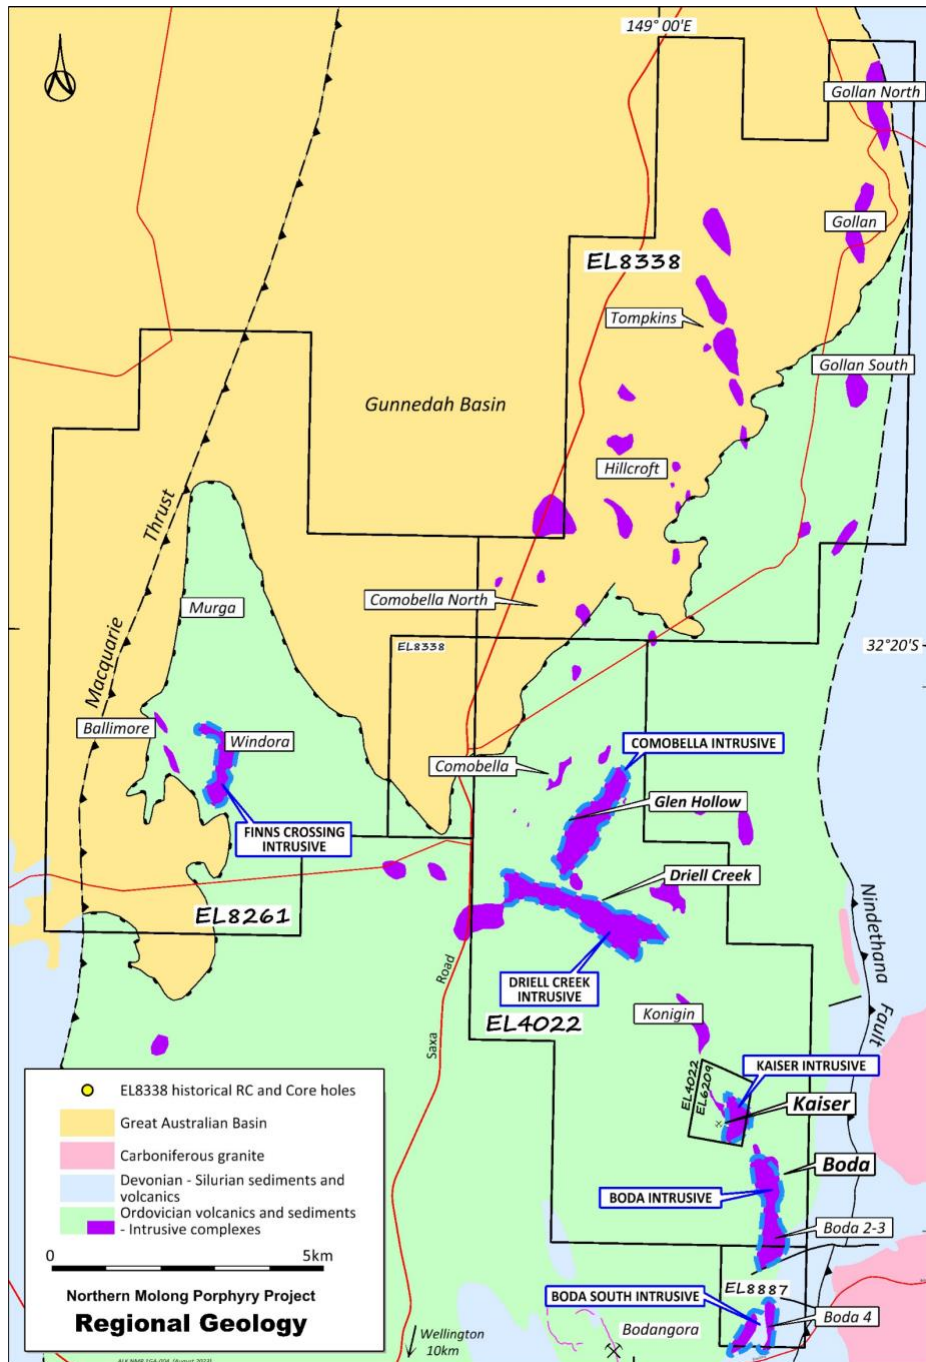 149° 00'E
Gollan North
Gollan
EL8338
Tompkins
Gollan South
Gunnedah Basin
Hillcroft
Thrust
Macquarie
Murga
Comobella North
EL8338
32°20'S
Ballimore
Windora
COMOBELLA INTRUSIVE
Comobella
Glen Hollow
FINNS CROSSING
INTRUSIVE
Driell Creek
EL8261
Nindethana
Fault
Road
Saxa
DRIELL CREEK
INTRUSIVE
EL4022
Konigin
EL4022
EL6209
KAISER INTRUSIVE
Kaiser
Boda
BODA INTRUSIVE
Boda 2-3
EL8887
BODA SOUTH INTRUSIVE
Boda 4
Bodangora
Wellington
10km
EL8338 historical RC and Core holes
Great Australian Basin
Carboniferous granite
Devonian - Silurian sediments and
volcanics
Ordovician volcanics and sediments
- Intrusive complexes
0 5km
Northern Molong Porphyry Project
Regional Geology